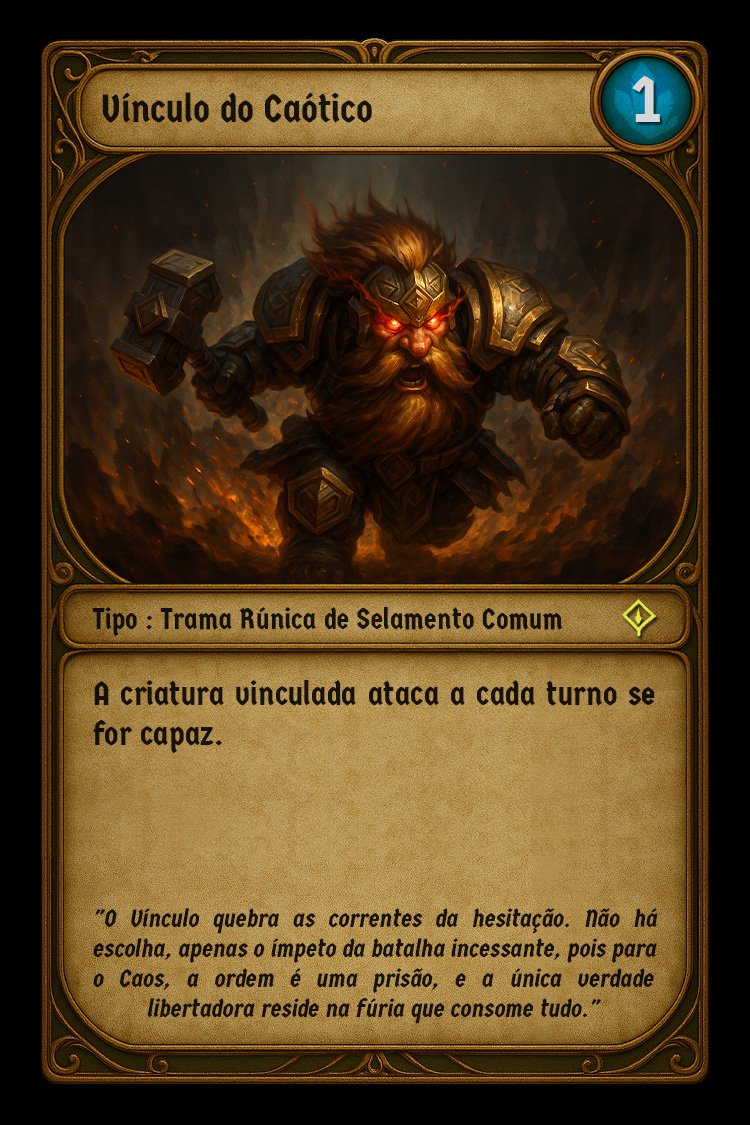 Vínculo do Caótico
1
Tipo : Trama Rúnica de Selamento Comum
A criatura vinculada ataca a cada turno se
for capaz.
"O Vínculo quebra as correntes da hesitação. Não há
escolha, apenas o ímpeto da batalha incessante, pois para
o Caos, a ordem é uma prisão, e a única verdade
libertadora reside na fúria que consome tudo."